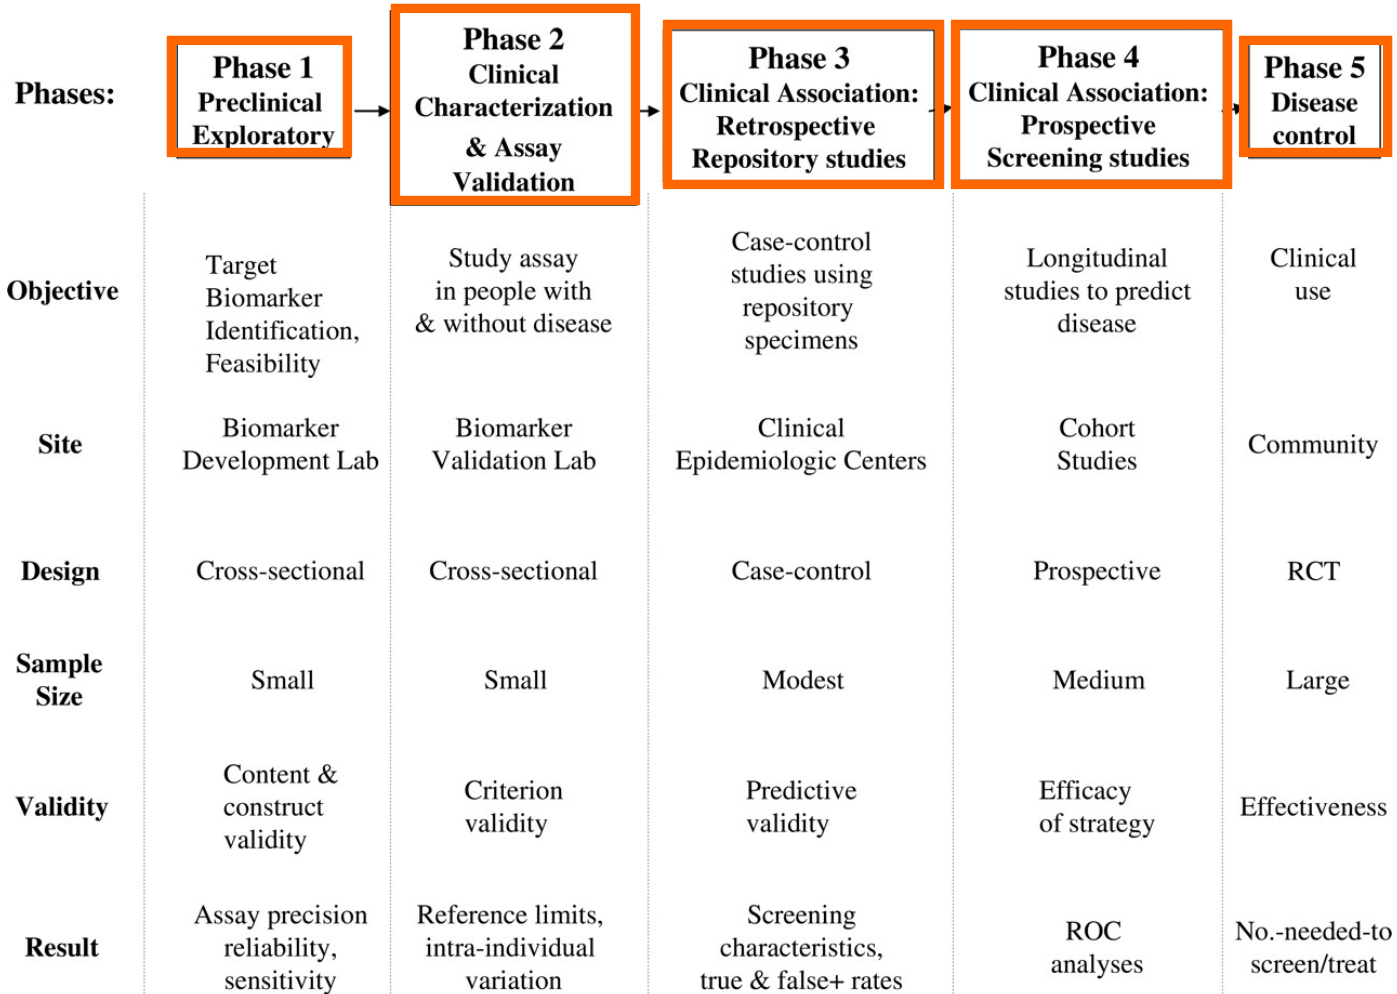 Phases:
Phase 1
Preclinical
Exploratory
Phase 2
Clinical
Characterization
& Assay
Validation
Phase 3
Clinical Association:
Retrospective
Repository studies
Phase 4
Clinical Association:
Prospective
Screening studies
Phase 5
Disease
control
Objective
Target
Biomarker
Identification,
Feasibility
Study assay
in people with
& without disease
Case-control
studies using
repository
specimens
Longitudinal
studies to predict
disease
Clinical
use
Site
Biomarker
Development Lab
Biomarker
Validation Lab
Clinical
Epidemiologic Centers
Cohort
Studies
Community
Design
Cross-sectional
Cross-sectional
Case-control
Prospective
RCT
Sample
Size
Small
Small
Modest
Medium
Large
Validity
Content &
construct
validity
Criterion
validity
Predictive
validity
Efficacy
of strategy
Effectiveness
Result
Assay precision
reliability,
sensitivity
Reference limits,
intra-individual
variation
Screening
characteristics,
true & false+ rates
ROC
analyses
No.-needed-to
screen/treat